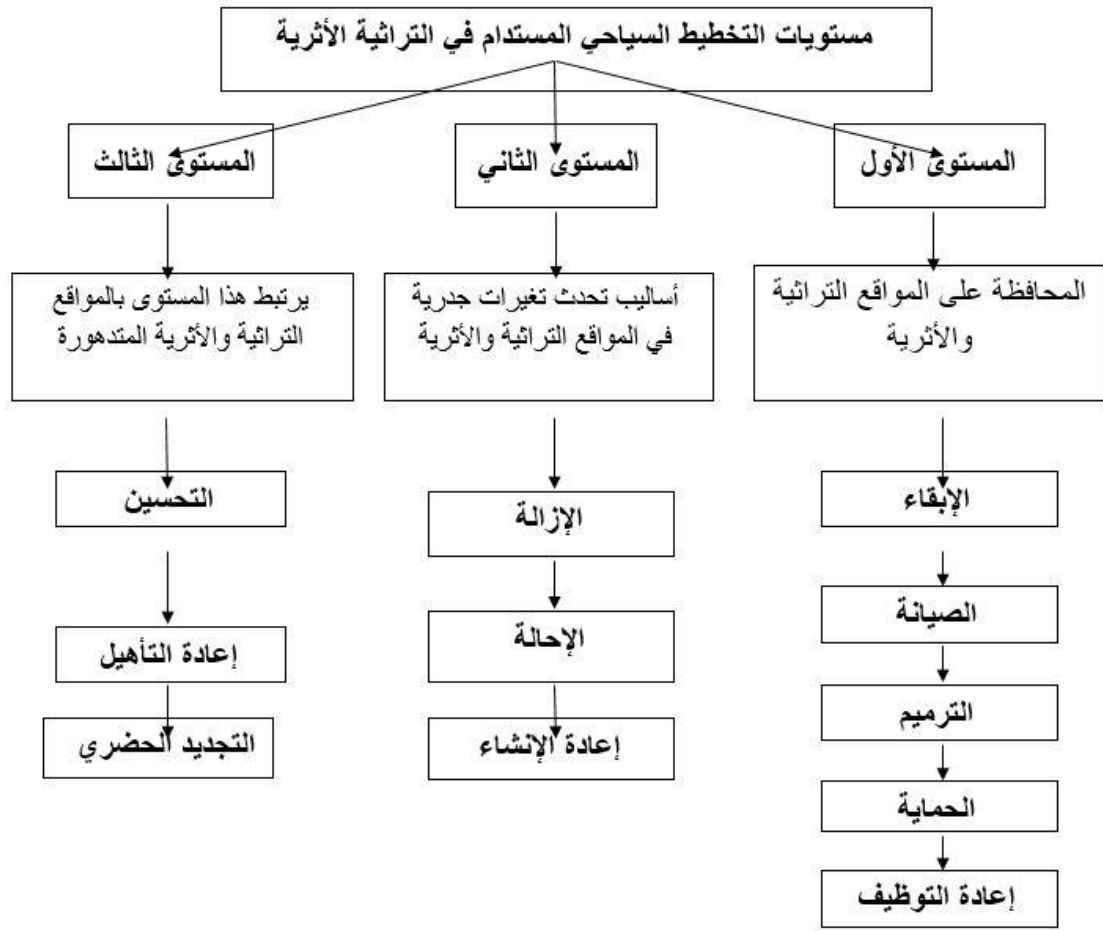 مستويات التخطيط السياحي المستدام في التراثية الأثرية
المستوى الأول
المستوى الثاني
المستوى الثالث
المحافظة على المواقع التراثية
والأثرية
أساليب تحدث تغيرات جدرية
في المواقع التراثية والأثرية
يرتبط هذا المستوى بالمواقع
التراثية والأثرية المتدهورة
الإبقاء
الصيانة
الترميم
الحماية
إعادة التوظيف
الإزالة
الإحالة
إعادة الإنشاء
التحسين
إعادة التأهيل
التجديد الحضري